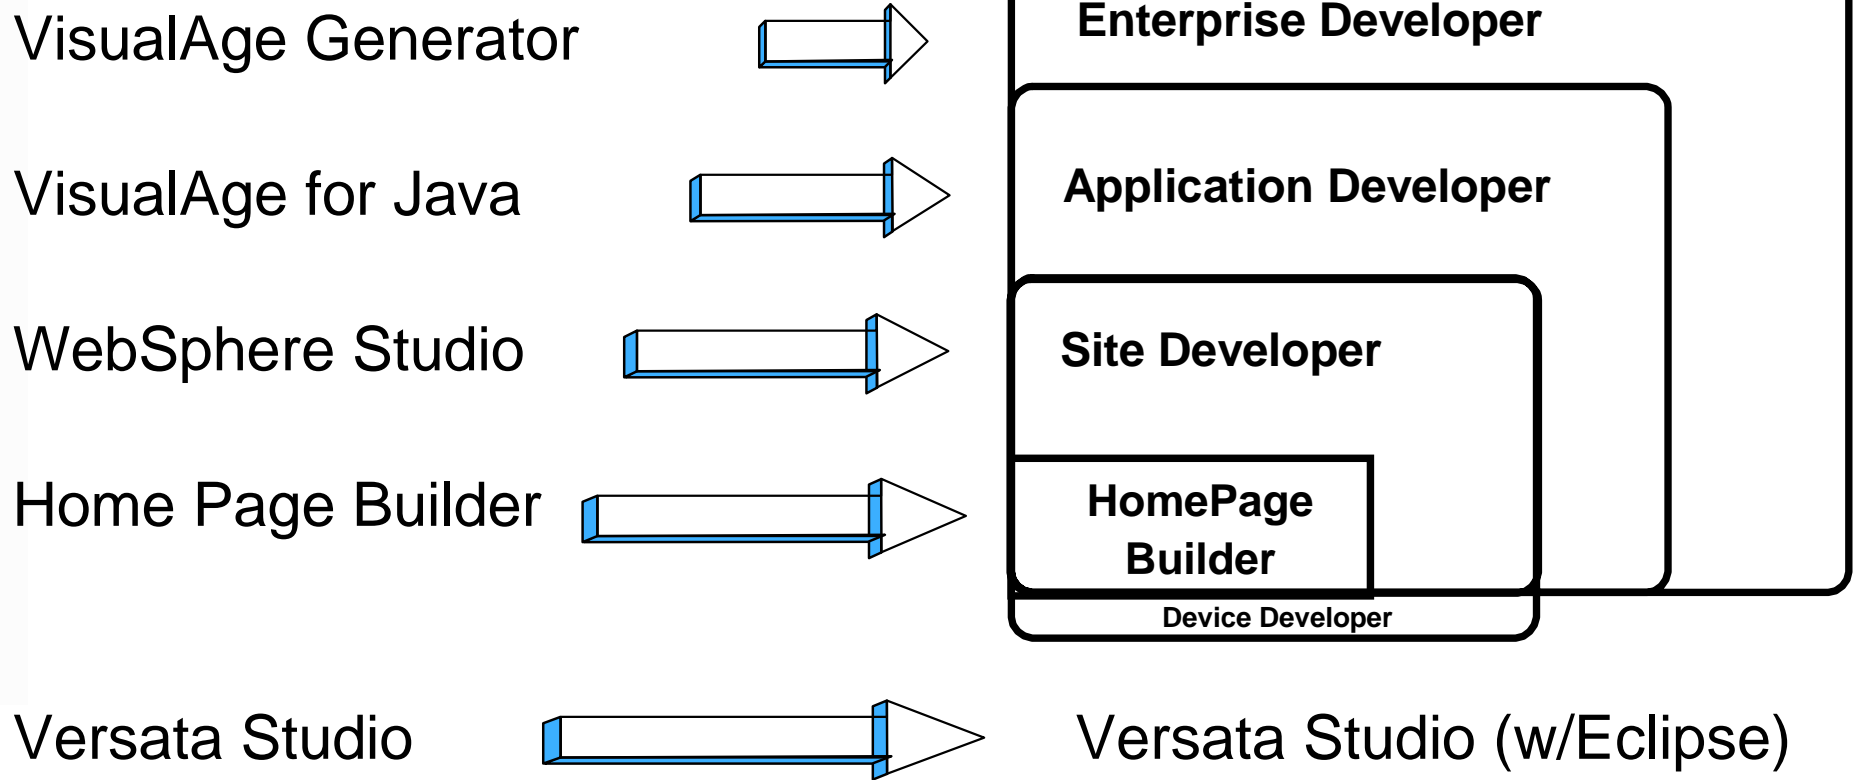 VisualAge Generator
Enterprise Developer
VisualAge for Java
Application Developer
WebSphere Studio
Site Developer
Home Page Builder
HomePage
Builder
Device Developer
Versata Studio
Versata Studio (w/Eclipse)